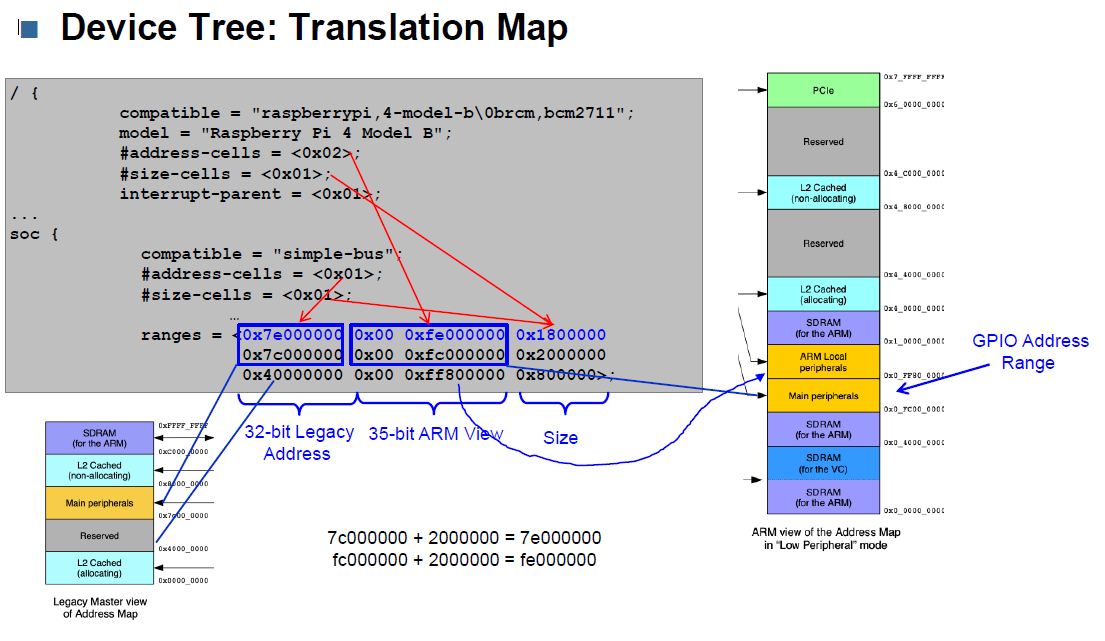 Device Tree: Translation Map
/ {
compatible = "raspberrypi,4-model-b\0brcm,bcm2711";
model = "Raspberry Pi 4 Model B";
#address-cells = <0x02>;
#size-cells = <0x01>;
interrupt-parent = <0x01>;
...
soc {
compatible = "simple-bus";
#address-cells = <0x01>;
#size-cells = <0x01>;
…
ranges = <0x7e000000 0x00 0xfe000000 0x1800000
0x7c000000 0x00 0xfc000000 0x2000000
0x40000000 0x00 0xff800000 0x800000>;
32-bit Legacy
Address
35-bit ARM View
Size
7c000000 + 2000000 = 7e000000
fc000000 + 2000000 = fe000000
0xFFFF_FFFF
SDRAM
(for the ARM)
0xC000_0000
L2 Cached
(non-allocating)
0x8000_0000
Main peripherals
0x7c00_0000
Reserved
0x4000_0000
L2 Cached
(allocating)
0x0000_0000
Legacy Master view
of Address Map
0x7_FFFF_FFFF
PCIe
0x6_0000_0000
Reserved
0x4_C000_0000
L2 Cached
(non-allocating)
0x4_8000_0000
Reserved
0x4_4000_0000
L2 Cached
(allocating)
0x4_0000_0000
SDRAM
(for the ARM)
0x1_0000_0000
ARM Local
peripherals
0x0_FF80_0000
Main peripherals
0x0_FC00_0000
SDRAM
(for the ARM)
0x0_4000_0000
SDRAM
(for the VC)
SDRAM
(for the ARM)
0x0_0000_0000
ARM view of the Address Map
in "Low Peripheral" mode
GPIO Address
Range